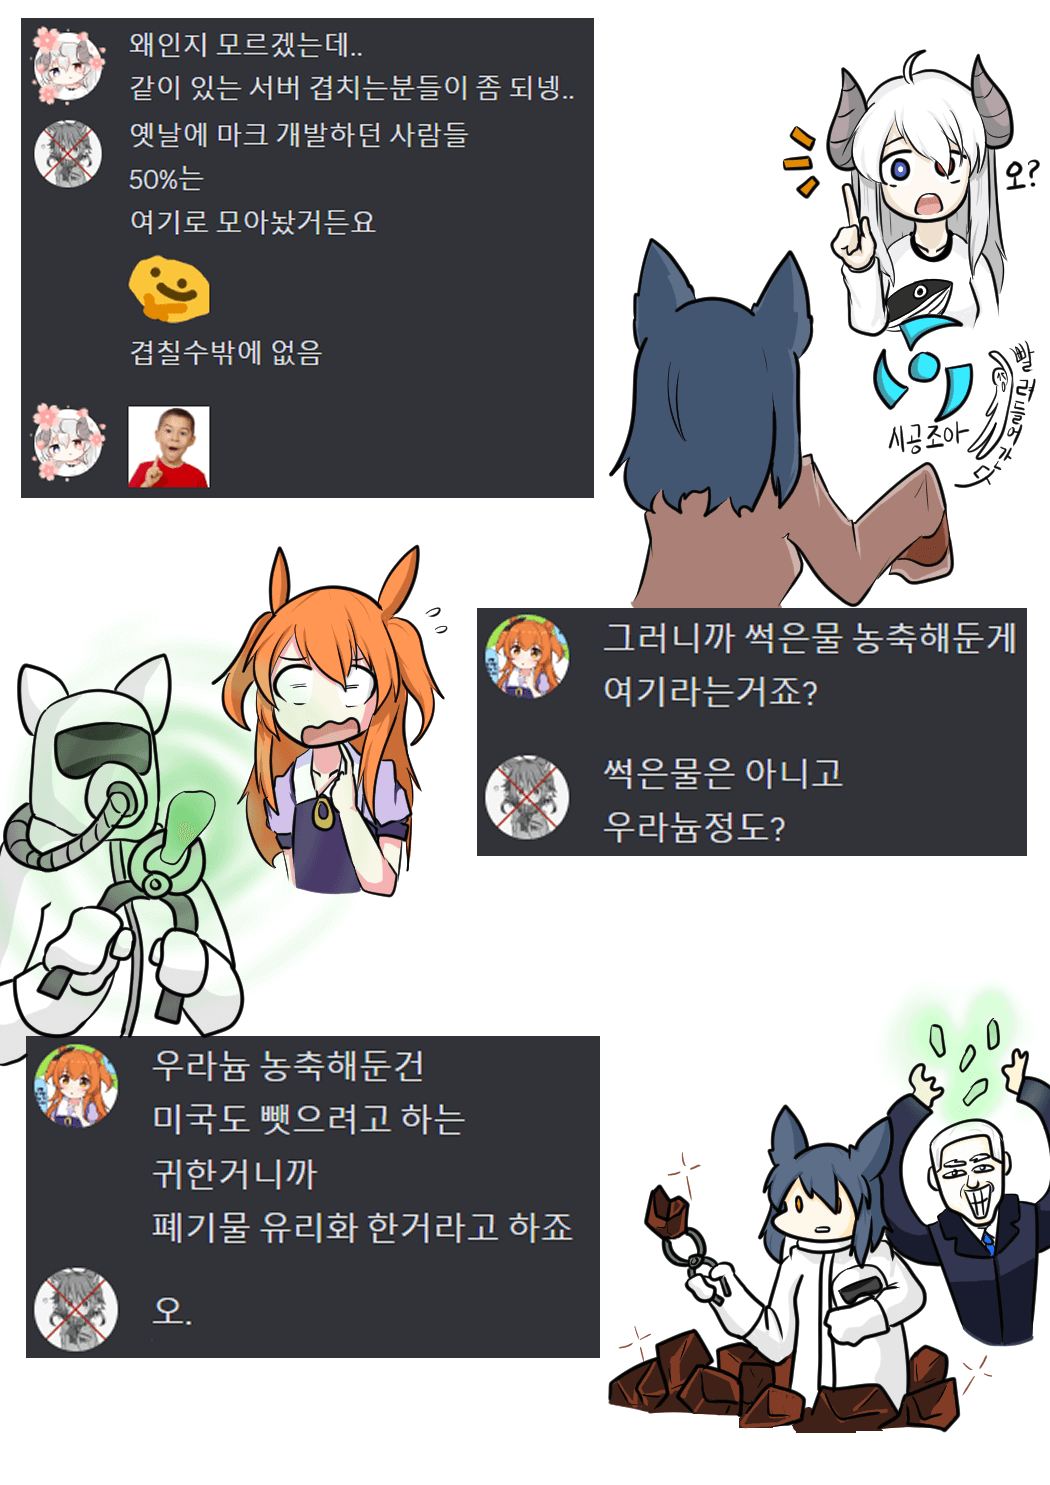 왜인지 모르겠는데..
같이 있는 서버 겹치는분들이 좀 되넹..
옛날에 마크 개발하던 사람들
50%는
여기로 모아놨거든요
겹칠수밖에 없음
오?
시공조아
빨려들어간닷
그러니까 썩은물 농축해둔게
여기라는거죠?
썩은물은 아니고
우라늄정도?
우라늄 농축해둔건
미국도 뺏으려고 하는
귀한거니까
폐기물 유리화 한거라고 하죠
오.